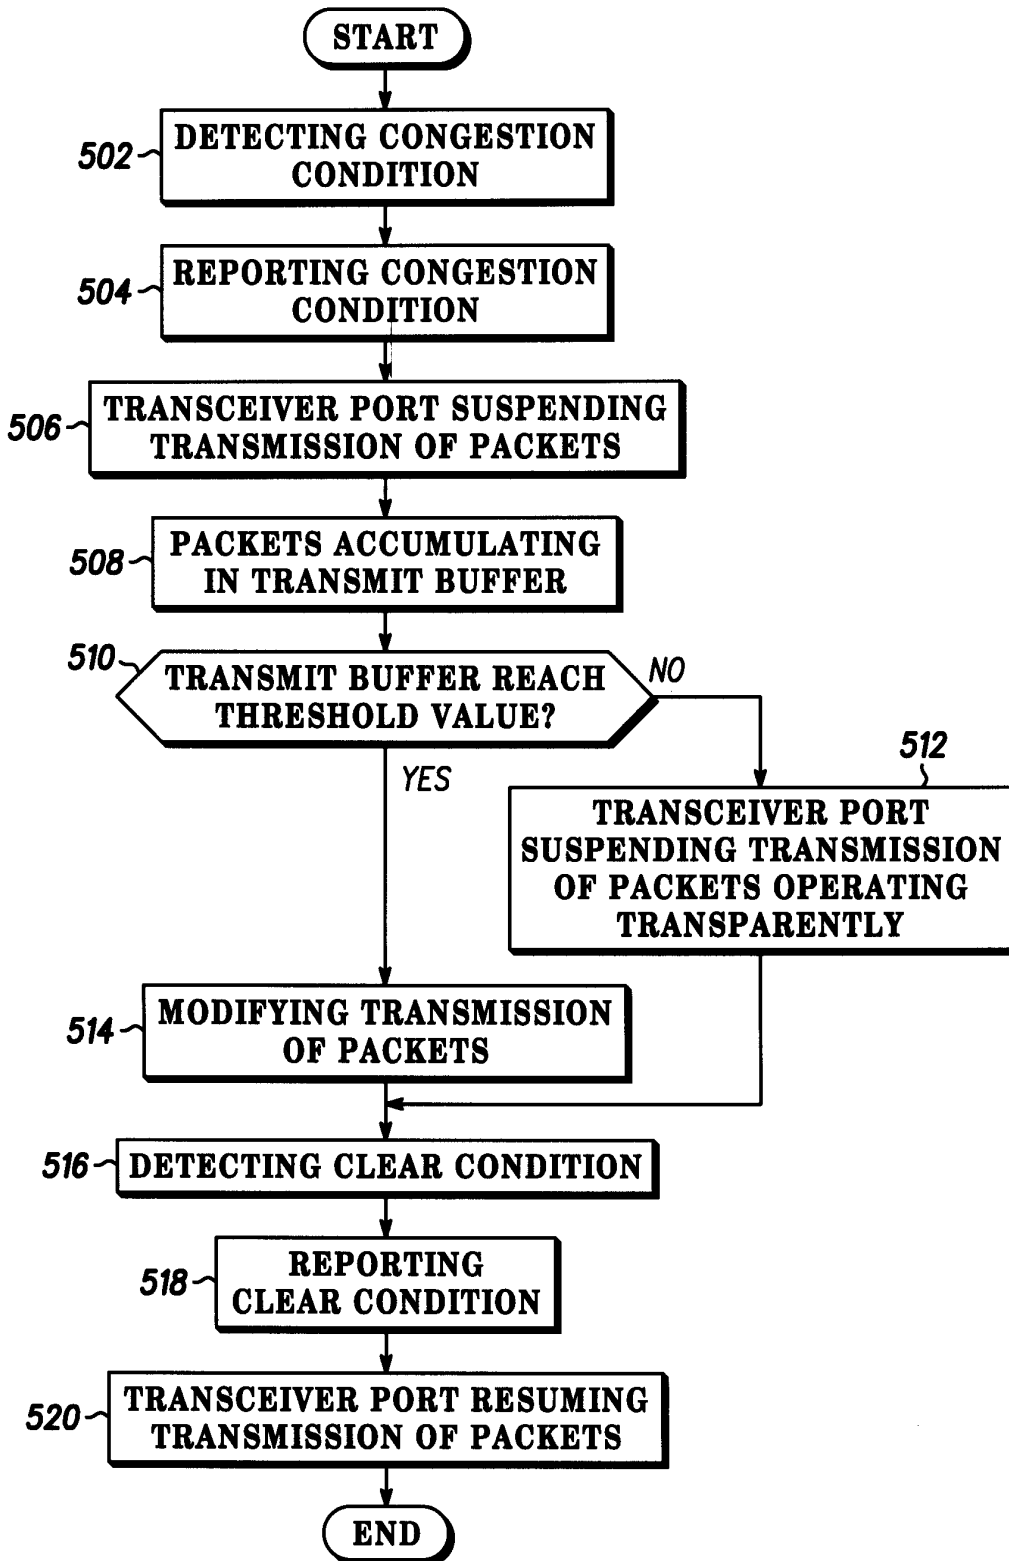 START
502
DETECTING CONGESTION
CONDITION
504
REPORTING CONGESTION
CONDITION
506
TRANSCEIVER PORT SUSPENDING
TRANSMISSION OF PACKETS
508
PACKETS ACCUMULATING
IN TRANSMIT BUFFER
510
TRANSMIT BUFFER REACH
THRESHOLD VALUE?
NO
YES
512
TRANSCEIVER PORT
SUSPENDING TRANSMISSION
OF PACKETS OPERATING
TRANSPARENTLY
514
MODIFYING TRANSMISSION
OF PACKETS
516
DETECTING CLEAR CONDITION
518
REPORTING
CLEAR CONDITION
520
TRANSCEIVER PORT RESUMING
TRANSMISSION OF PACKETS
END